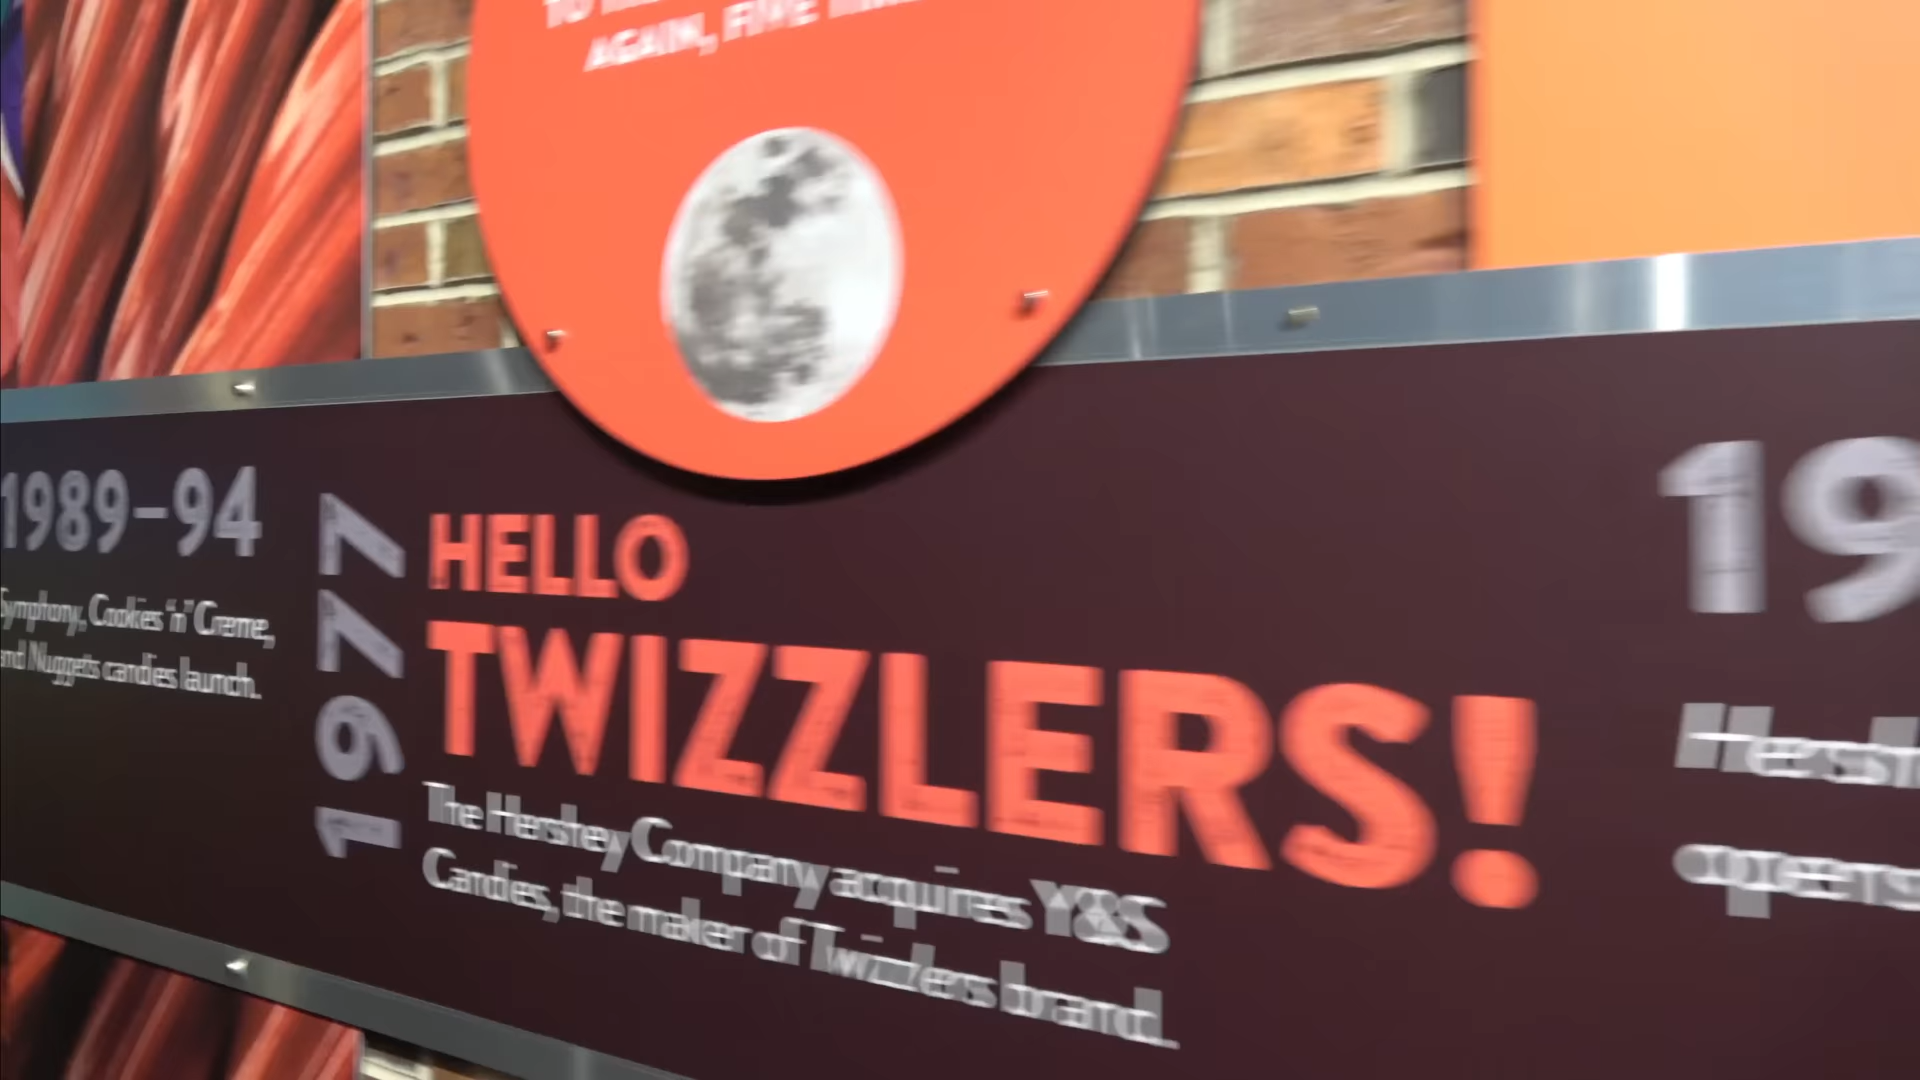 AGAIN,
1989-94
Symphony, Cookies 'n' Creme,
and Nuggets candies launch.
1977
HELLO
TWIZZLERS!
The Hershey Company acquires Y&S
Candies, the maker of Twizzlers brand.
19
opens